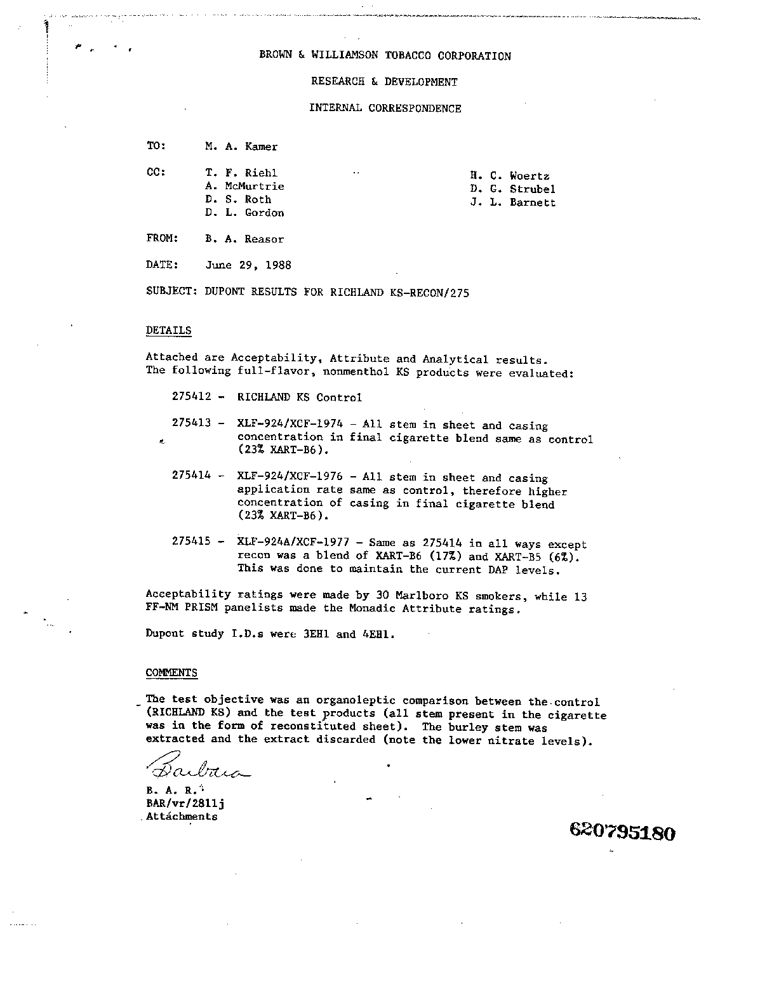 BROWN & WILLIAMSON TOBACCO CORPORATION
RESEARCH & DEVELOPMENT
INTERNAL CORRESPONDENCE
TO: M. A. Kamer
CC: T. F. Riehl H. C. Woertz
A. McMurtrie D. G. Strubel
D. S. Roth J. L. Barnett
D. L. Gordon
FROM: B. A. Reasor
DATE: June 29, 1988
SUBJECT: DUPONT RESULTS FOR RICHLAND KS-RECON/275
DETAILS
Attached are Acceptability, Attribute and Analytical results.
The following full-flavor, nonmenthol KS products were evaluated:
275412 - RICHLAND KS Control
275413 - XLF-924/XCF-1974 - All stem in sheet and casing
concentration in final cigarette blend same as control
(23% XART-B6).
275414 - XLF-924/XCF-1976 - All stem in sheet and casing
application rate same as control, therefore higher
concentration of casing in final cigarette blend
(23% XART-B6).
275415 - XLF-924A/XCF-1977 - Same as 275414 in all ways except
recon was a blend of XART-B6 (17%) and XART-B5 (6%).
This was done to maintain the current DAP levels.
Acceptability ratings were made by 30 Marlboro KS smokers, while 13
FF-NM PRISM panelists made the Monadic Attribute ratings.
Dupont study I.D.s were 3EH1 and 4EH1.
COMMENTS
The test objective was an organoleptic comparison between the control
(RICHLAND KS) and the test products (all stem present in the cigarette
was in the form of reconstituted sheet). The burley stem was
extracted and the extract discarded (note the lower nitrate levels).
Barbara
B. A. R.
BAR/vr/2811j
Attachments
620795180